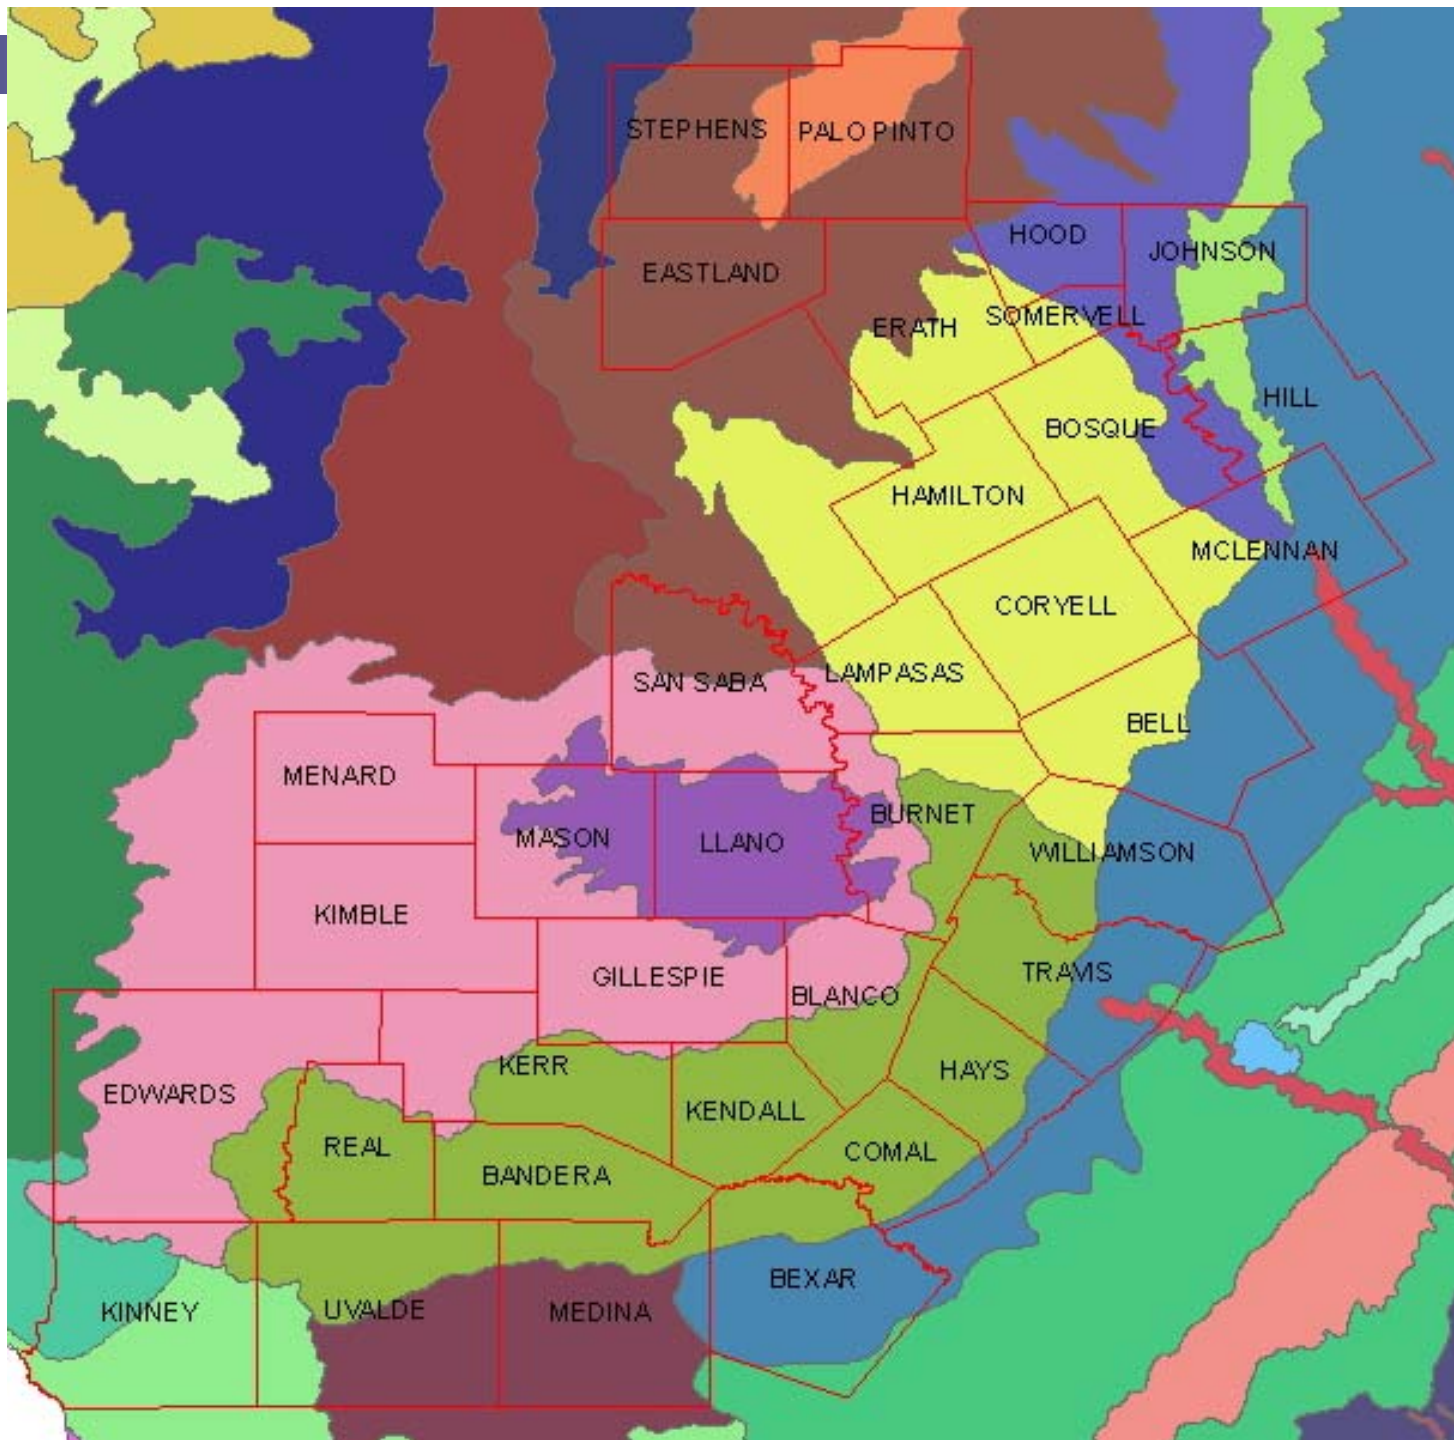 STEPHENS PALO PINTO
HOOD
JOHNSON
EASTLAND
ERATH
SOMERVELL
HILL
BOSQUE
HAMILTON
MCLENNAN
CORYELL
SAN SABA
LAMPASAS
BELL
MENARD
BURNET
MASON
LLANO
WILLIAMSON
KIMBLE
GILLESPIE
TRAVIS
BLANCO
KERR
HAYS
EDWARDS
KENDALL
REAL
COMAL
BANDERA
BEXAR
KINNEY
UVALDE
MEDINA